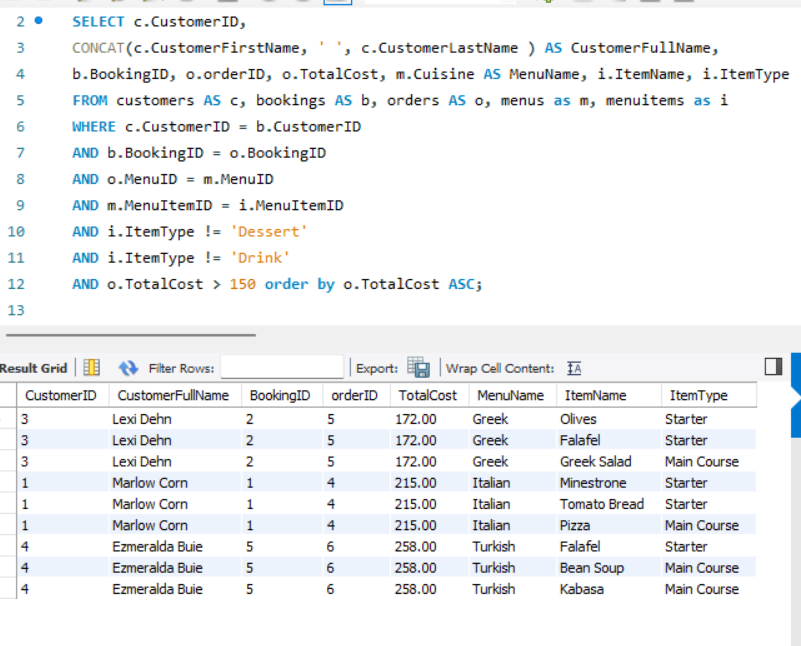 2 SELECT c.CustomerID,
3 CONCAT(c.CustomerFirstName, ' ', c.CustomerLastName ) AS CustomerFullName,
4 b.BookingID, o.orderID, o.TotalCost, m.Cuisine AS MenuName, i.ItemName, i.ItemType
5 FROM customers AS c, bookings AS b, orders AS o, menus as m, menuitems as i
6 WHERE c.CustomerID = b.CustomerID
7 AND b.BookingID = o.BookingID
8 AND o.MenuID = m.MenuID
9 AND m.MenuItemID = i.MenuItemID
10 AND i.ItemType != 'Dessert'
11 AND i.ItemType != 'Drink'
12 AND o.TotalCost > 150 order by o.TotalCost ASC;
13
Result Grid Filter Rows: Export: Wrap Cell Content: IA
CustomerID CustomerFullName BookingID orderID TotalCost MenuName ItemName ItemType
3 Lexi Dehn 2 5 172.00 Greek Olives Starter
3 Lexi Dehn 2 5 172.00 Greek Falafel Starter
3 Lexi Dehn 2 5 172.00 Greek Greek Salad Main Course
1 Marlow Corn 1 4 215.00 Italian Minestrone Starter
1 Marlow Corn 1 4 215.00 Italian Tomato Bread Starter
1 Marlow Corn 1 4 215.00 Italian Pizza Main Course
4 Ezmeralda Buie 5 6 258.00 Turkish Falafel Starter
4 Ezmeralda Buie 5 6 258.00 Turkish Bean Soup Main Course
4 Ezmeralda Buie 5 6 258.00 Turkish Kabasa Main Course